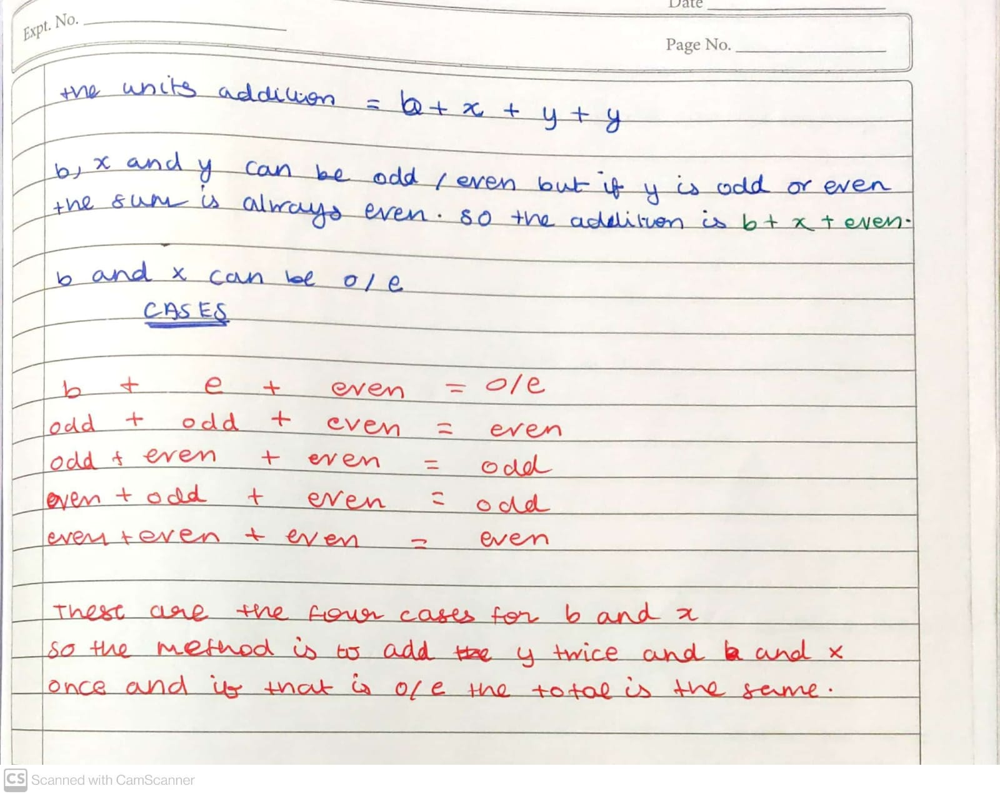 Date
Expt. No.
Page No.
the units addition = b + x + y + y
b, x and y can be odd / even but if y is odd or even
the sum is always even. so the addition is b + x + even.
b and x can be o/e
CASES
b + e + even = o/e
odd + odd + even = even
odd + even + even = odd
even + odd + even = odd
even + even + even = even
These are the four cases for b and x
so the method is to add the y twice and b and x
once and if that is o/e the total is the same.
CS Scanned with CamScanner